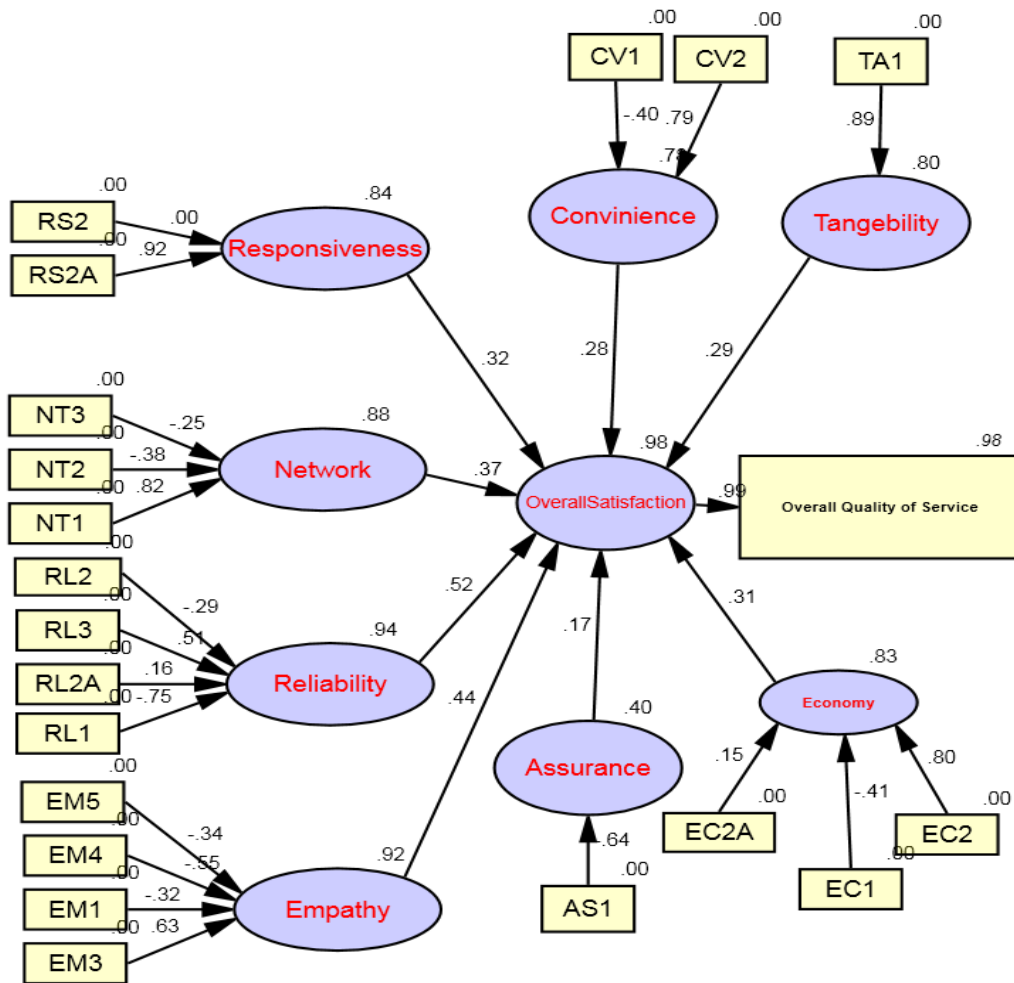 .00 .00 .00
CV1 CV2 TA1
-.40 .79 .89
.00 .84 .80
RS2 .00 Convinience Tangebility
.00 Responsiveness
RS2A .92
.32 .28 .29
.00
NT3 -.25 .88 .98 .98
.00
NT2 -.38 Network .37 OverallSatisfaction .99 Overall Quality of Service
.00 .82
NT1
.00
RL2 -.29 .52 .31
.00
RL3 .51 .94 .17
.00
RL2A .16 Reliability .83
.00 -.75
RL1 .44 .40 Economy
.00
EM5 -.34 Assurance .15 -.41 .80
.00
EM4 -.55 .92 -.64 EC2A .00 EC2 .00
.00
EM1 -.32 Empathy AS1 .00 EC1 .00
.00 .63
EM3